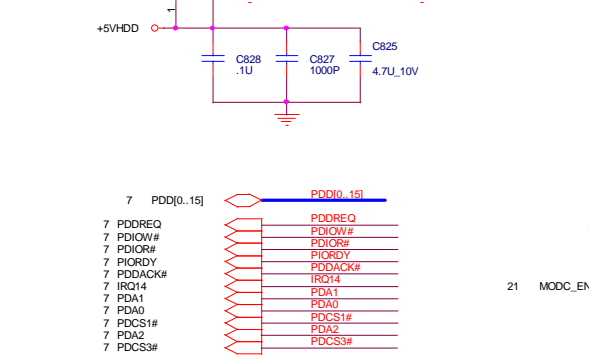 1
+5VHDD
C828
.1U
C827
1000P
C825
4.7U_10V
7 PDD[0..15] PDD[0..15]
7 PDDREQ PDDREQ
7 PDIOW# PDIOW#
7 PDIOR# PDIOR#
7 PIORDY PIORDY
7 PDDACK# PDDACK#
7 IRQ14 IRQ14
7 PDA1 PDA1
7 PDA0 PDA0
7 PDCS1# PDCS1#
7 PDA2 PDA2
7 PDCS3# PDCS3#
21 MODC_EN